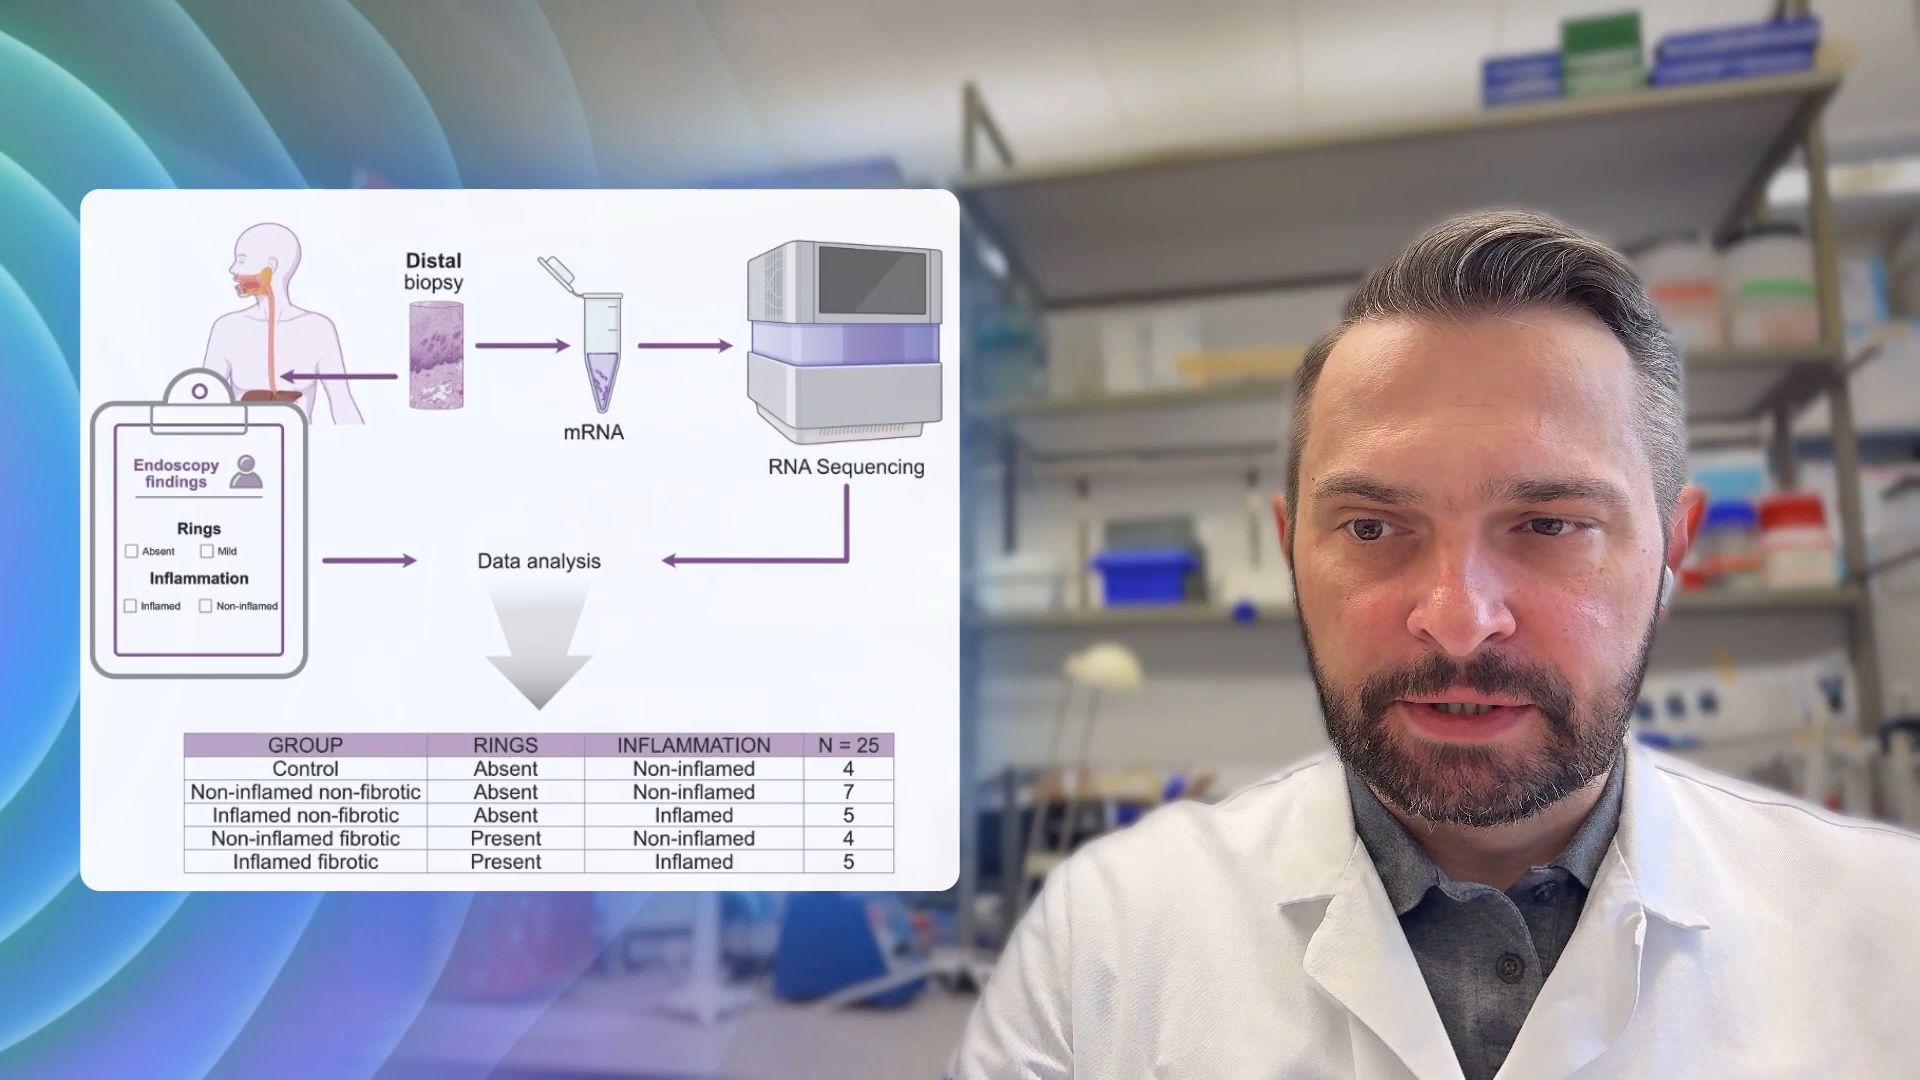 Distal
biopsy
mRNA
RNA Sequencing
Endoscopy
findings
Rings
Absent Mild
Inflammation
Inflamed Non-inflamed
Data analysis
GROUP RINGS INFLAMMATION N = 25
Control Absent Non-inflamed 4
Non-inflamed non-fibrotic Absent Non-inflamed 7
Inflamed non-fibrotic Absent Inflamed 5
Non-inflamed fibrotic Present Non-inflamed 4
Inflamed fibrotic Present Inflamed 5